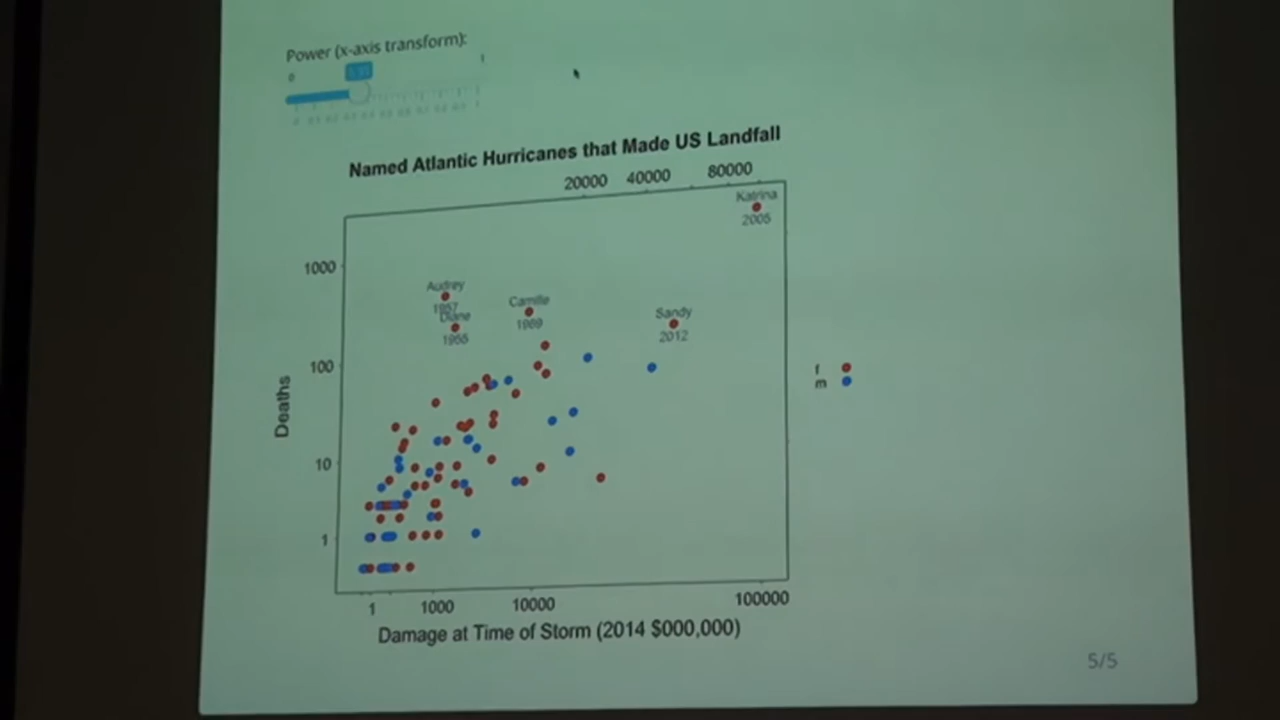 Power (x-axis transform):
0
1
Named Atlantic Hurricanes that Made US Landfall
20000 40000 80000
Katrina
2005
1000
Audrey
1957
Camille
1969
Diane
1955
Sandy
2012
100
f
m
Deaths
10
1
1 1000 10000 100000
Damage at Time of Storm (2014 $000,000)
5/5